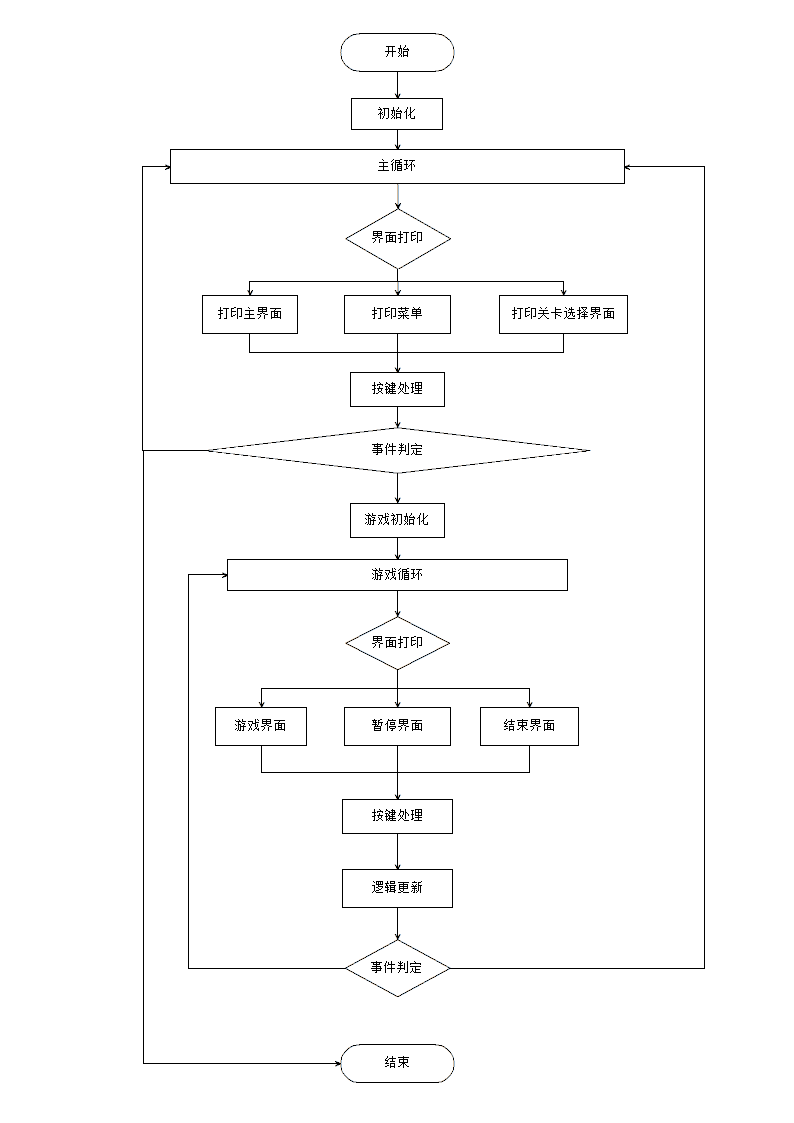 开始
初始化
主循环
界面打印
打印主界面
打印菜单
打印关卡选择界面
按键处理
事件判定
游戏初始化
游戏循环
界面打印
游戏界面
暂停界面
结束界面
按键处理
逻辑更新
事件判定
结束